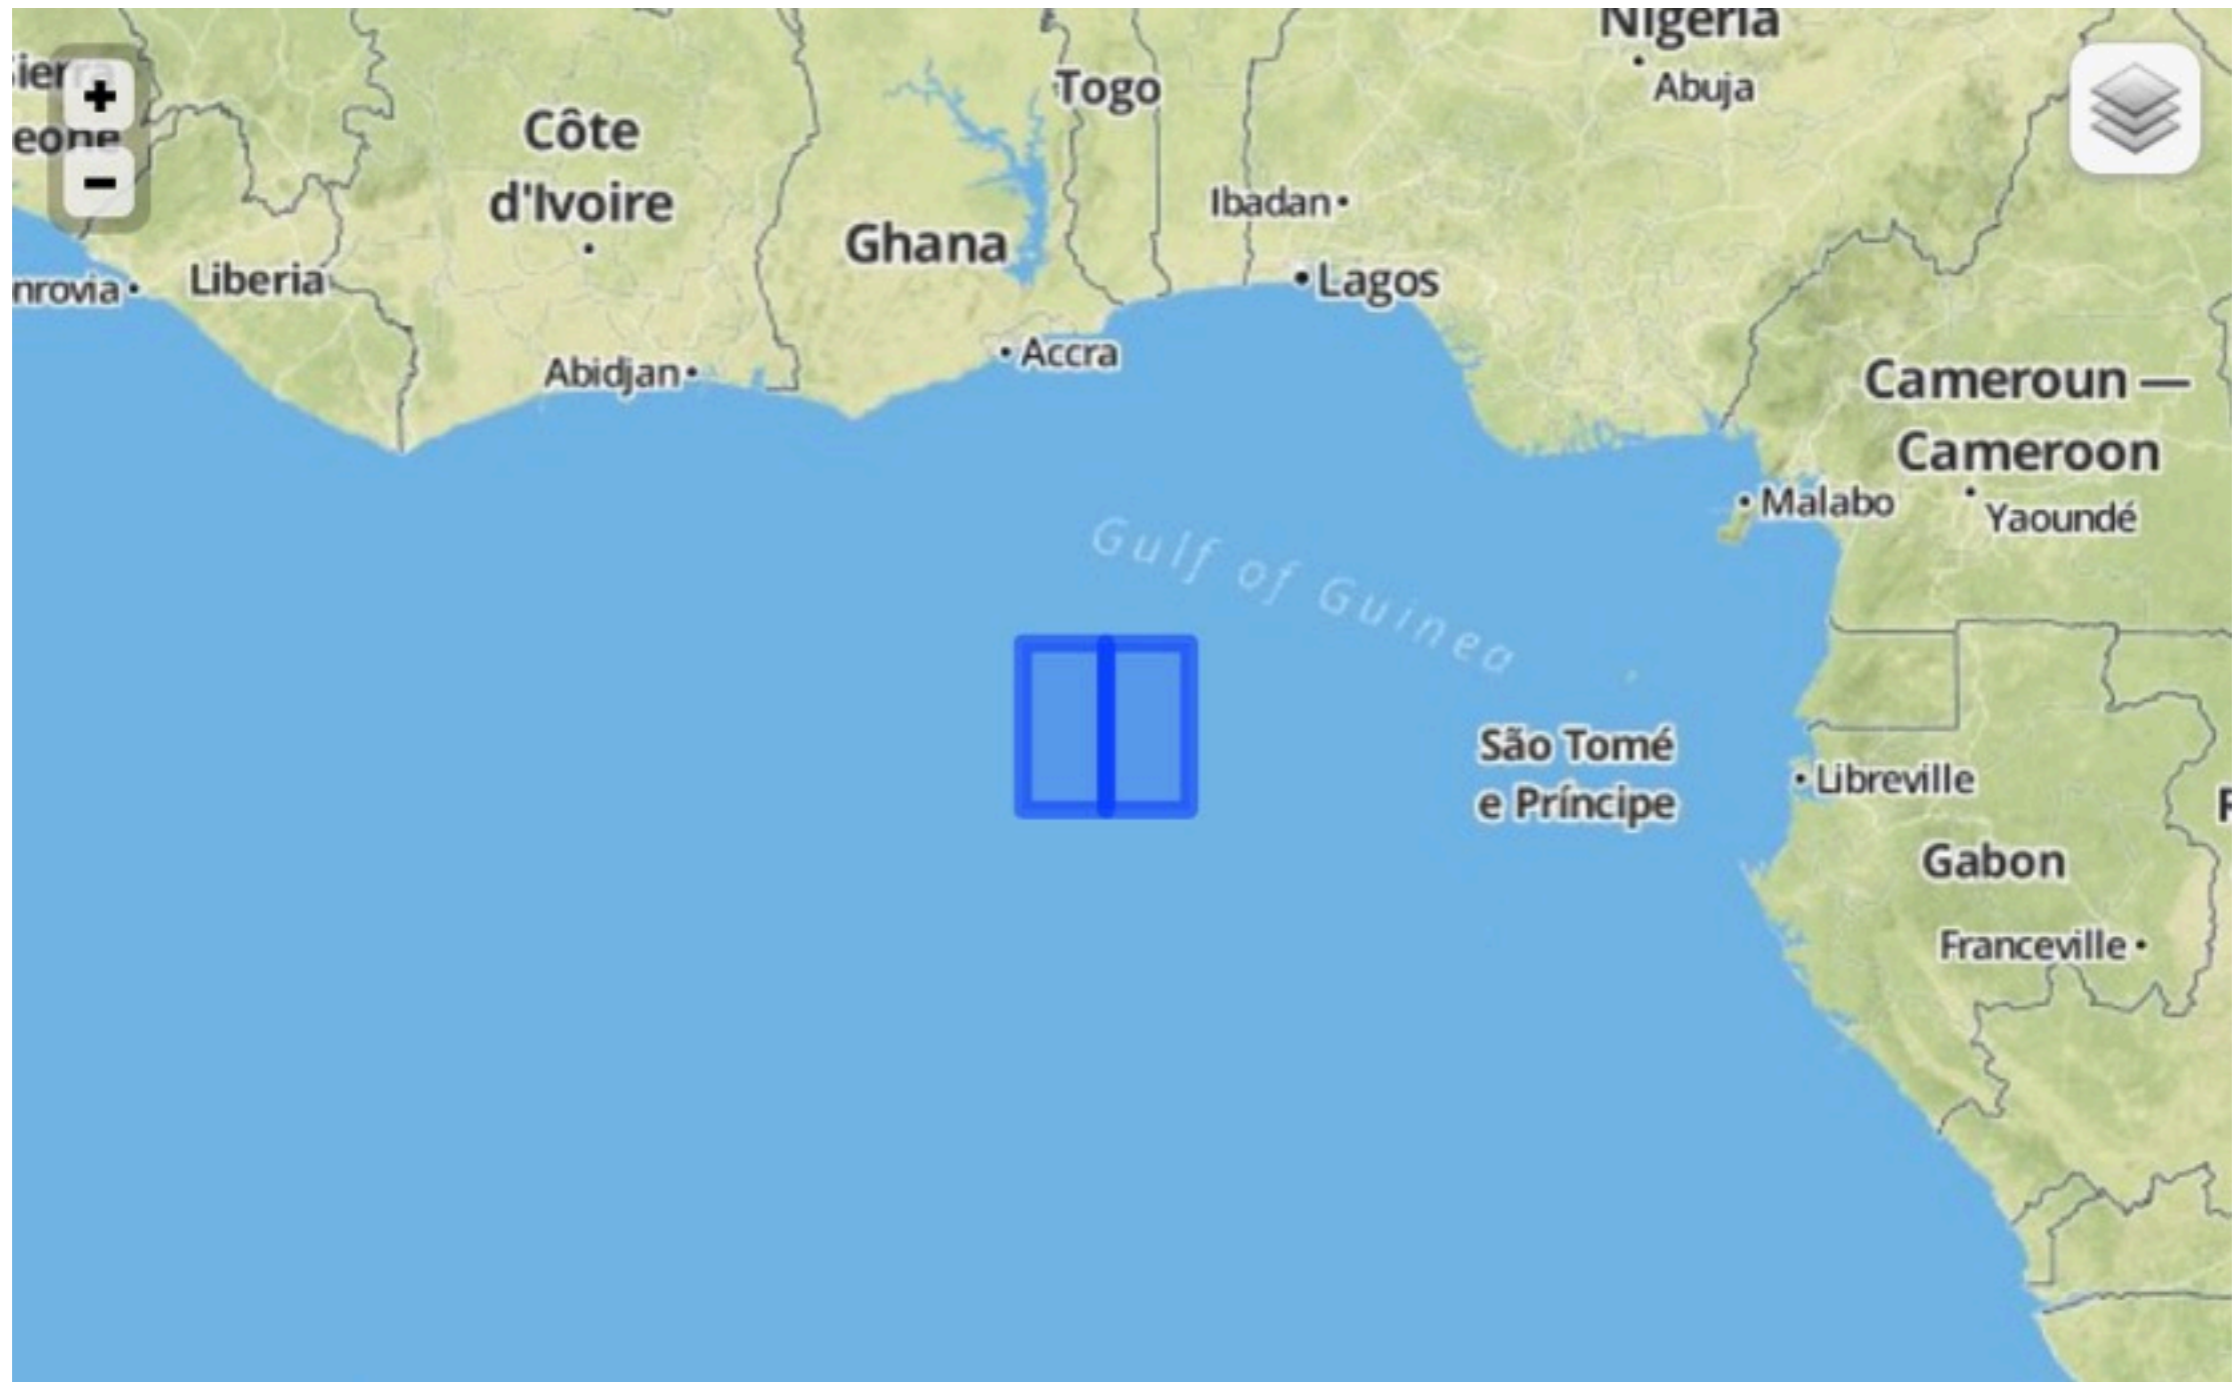 Nigeria
Abuja
Togo
Côte
d'Ivoire
Ibadan
Ghana
Lagos
Liberia
nrovia
Abidjan
Accra
Cameroun —
Cameroon
Malabo
Yaoundé
Gulf of Guinea
São Tomé
e Príncipe
Libreville
Gabon
Franceville